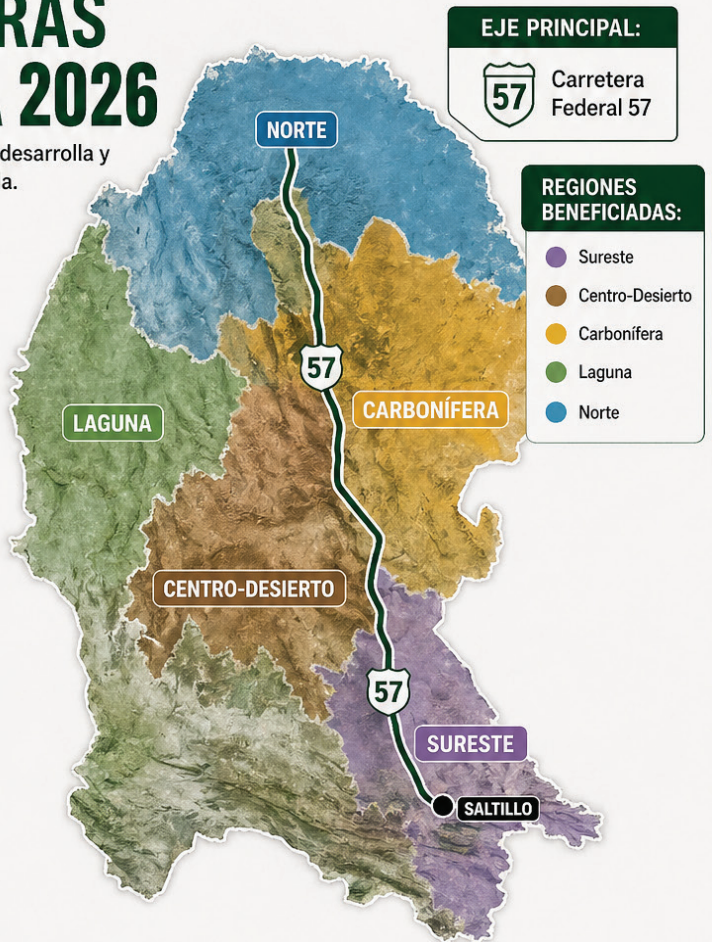 RAS
A 2026
desarrolla y
a.
EJE PRINCIPAL:
57
Carretera
Federal 57
REGIONES
BENEFICIADAS:
Sureste
Centro-Desierto
Carbonífera
Laguna
Norte
NORTE
57
CARBONÍFERA
LAGUNA
CENTRO-DESIERTO
57
SURESTE
SALTILLO